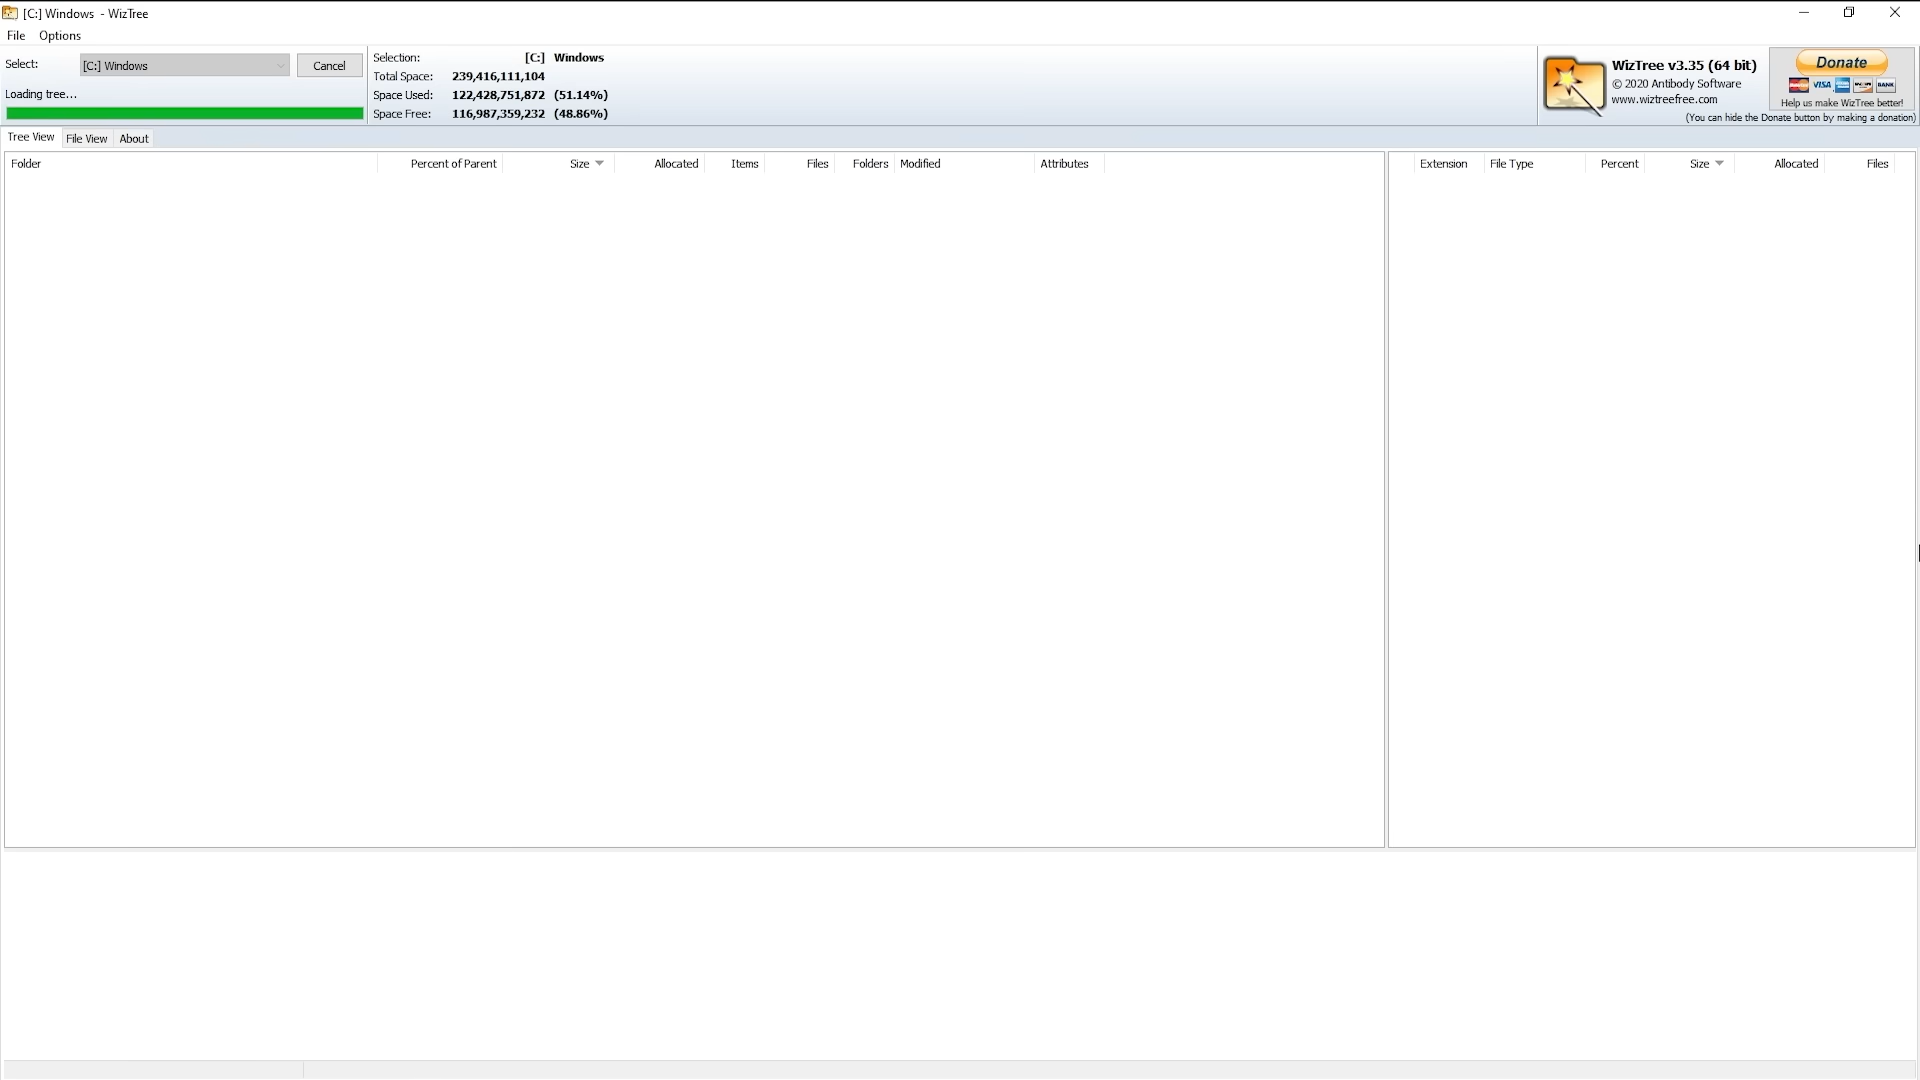 [C:] Windows - WizTree
File Options
Select: [C:] Windows Cancel
Loading tree...
Selection: [C:] Windows
Total Space: 239,416,111,104
Space Used: 122,428,751,872 (51.14%)
Space Free: 116,987,359,232 (48.86%)
WizTree v3.35 (64 bit)
© 2020 Antibody Software
www.wiztreefree.com
Donate
VISA
BANK
Help us make WizTree better!
(You can hide the Donate button by making a donation)
Tree View File View About
Folder Percent of Parent Size Allocated Items Files Folders Modified Attributes
Extension File Type Percent Size Allocated Files